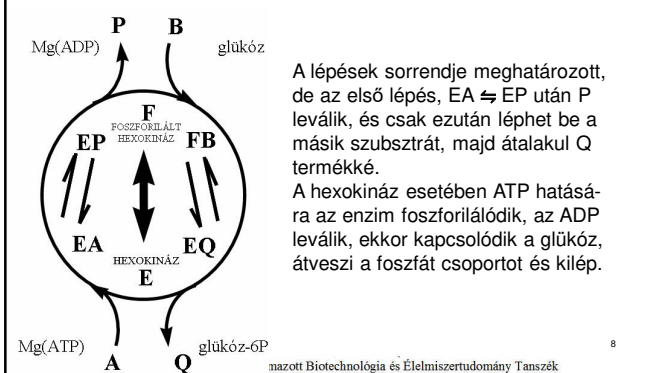 P B
Mg(ADP) glükóz
F
FOSZFORILÁLT
HEXOKINÁZ
EP FB
EA EQ
HEXOKINÁZ
E
Mg(ATP) glükóz-6P
A Q
A lépések sorrendje meghatározott,
de az első lépés, EA ⇋ EP után P
leválik, és csak ezután léphet be a
másik szubsztrát, majd átalakul Q
termékké.
A hexokináz esetében ATP hatásá-
ra az enzim foszforilálódik, az ADP
leválik, ekkor kapcsolódik a glükóz,
átveszi a foszfát csoportot és kilép.
8
mazott Biotechnológia és Élelmiszertudomány Tanszék